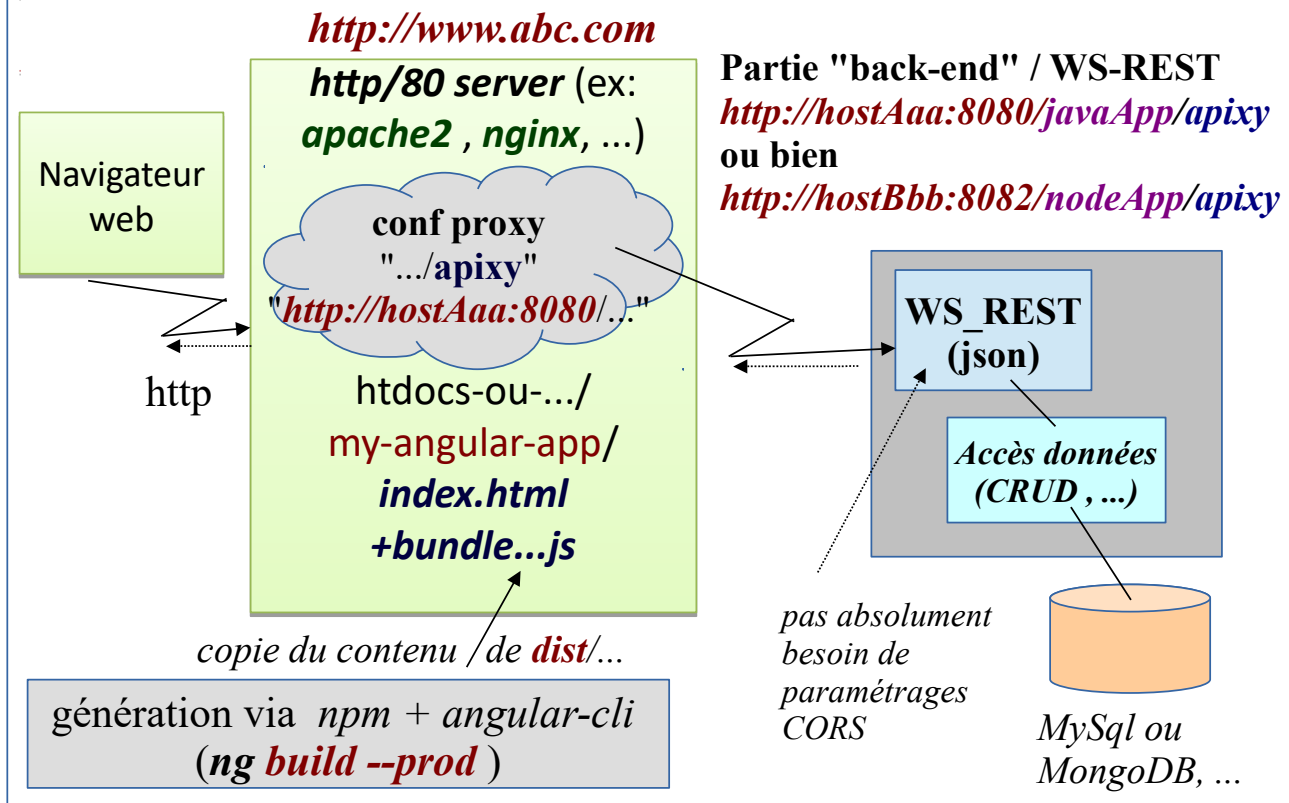 http://www.abc.com
http/80 server (ex:
apache2 , nginx, ...)
Navigateur
web
conf proxy
".../apixy"
"http://hostAaa:8080/..."
http
htdocs-ou-.../
my-angular-app/
index.html
+bundle...js
copie du contenu de dist/...
génération via npm + angular-cli
(ng build --prod )
Partie "back-end" / WS-REST
http://hostAaa:8080/javaApp/apixy
ou bien
http://hostBbb:8082/nodeApp/apixy
WS_REST
(json)
Accès données
(CRUD , ...)
pas absolument
besoin de
paramétrages
CORS
MySql ou
MongoDB, ...